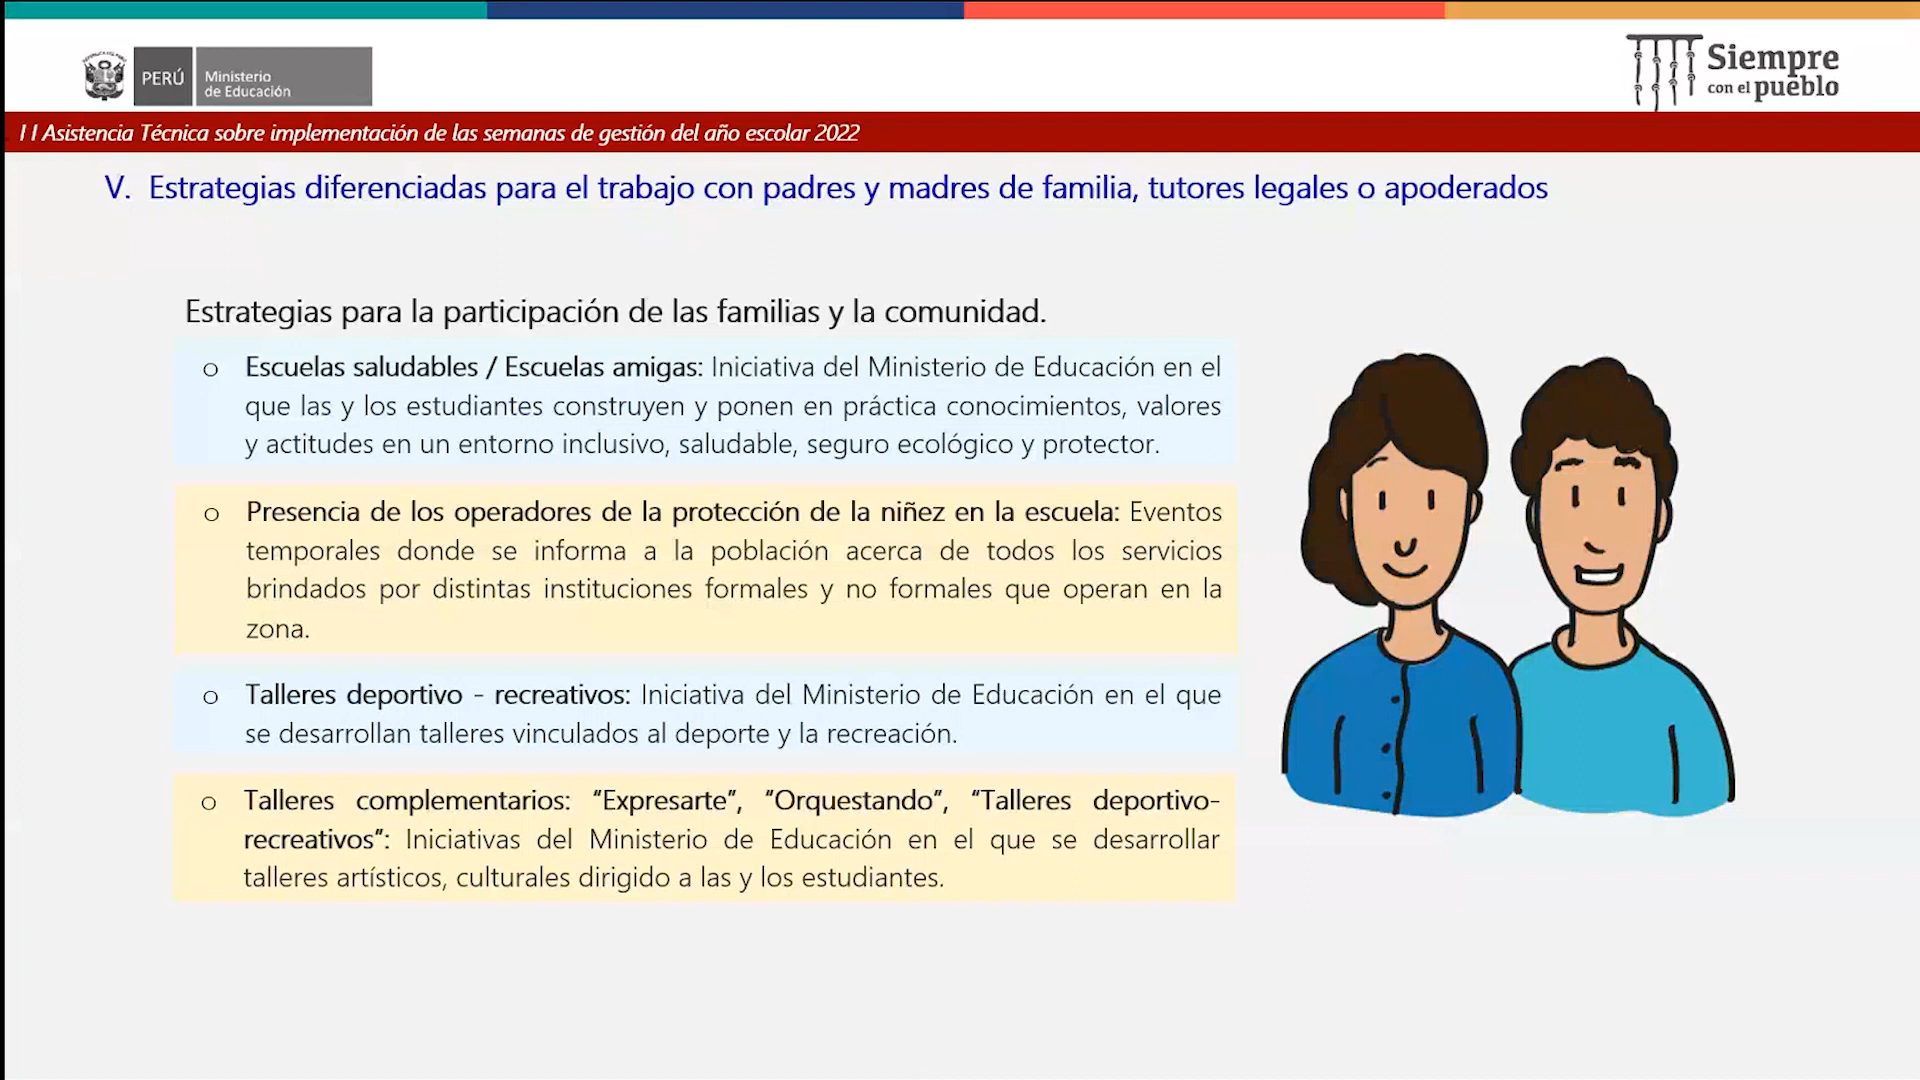 PERÚ
Ministerio
de Educación
Siempre
con el pueblo
I I Asistencia Técnica sobre implementación de las semanas de gestión del año escolar 2022
V. Estrategias diferenciadas para el trabajo con padres y madres de familia, tutores legales o apoderados
Estrategias para la participación de las familias y la comunidad.
o Escuelas saludables / Escuelas amigas: Iniciativa del Ministerio de Educación en el
que las y los estudiantes construyen y ponen en práctica conocimientos, valores
y actitudes en un entorno inclusivo, saludable, seguro ecológico y protector.
o Presencia de los operadores de la protección de la niñez en la escuela: Eventos
temporales donde se informa a la población acerca de todos los servicios
brindados por distintas instituciones formales y no formales que operan en la
zona.
o Talleres deportivo - recreativos: Iniciativa del Ministerio de Educación en el que
se desarrollan talleres vinculados al deporte y la recreación.
o Talleres complementarios: “Expresarte”, “Orquestando”, “Talleres deportivo-
recreativos”: Iniciativas del Ministerio de Educación en el que se desarrollar
talleres artísticos, culturales dirigido a las y los estudiantes.